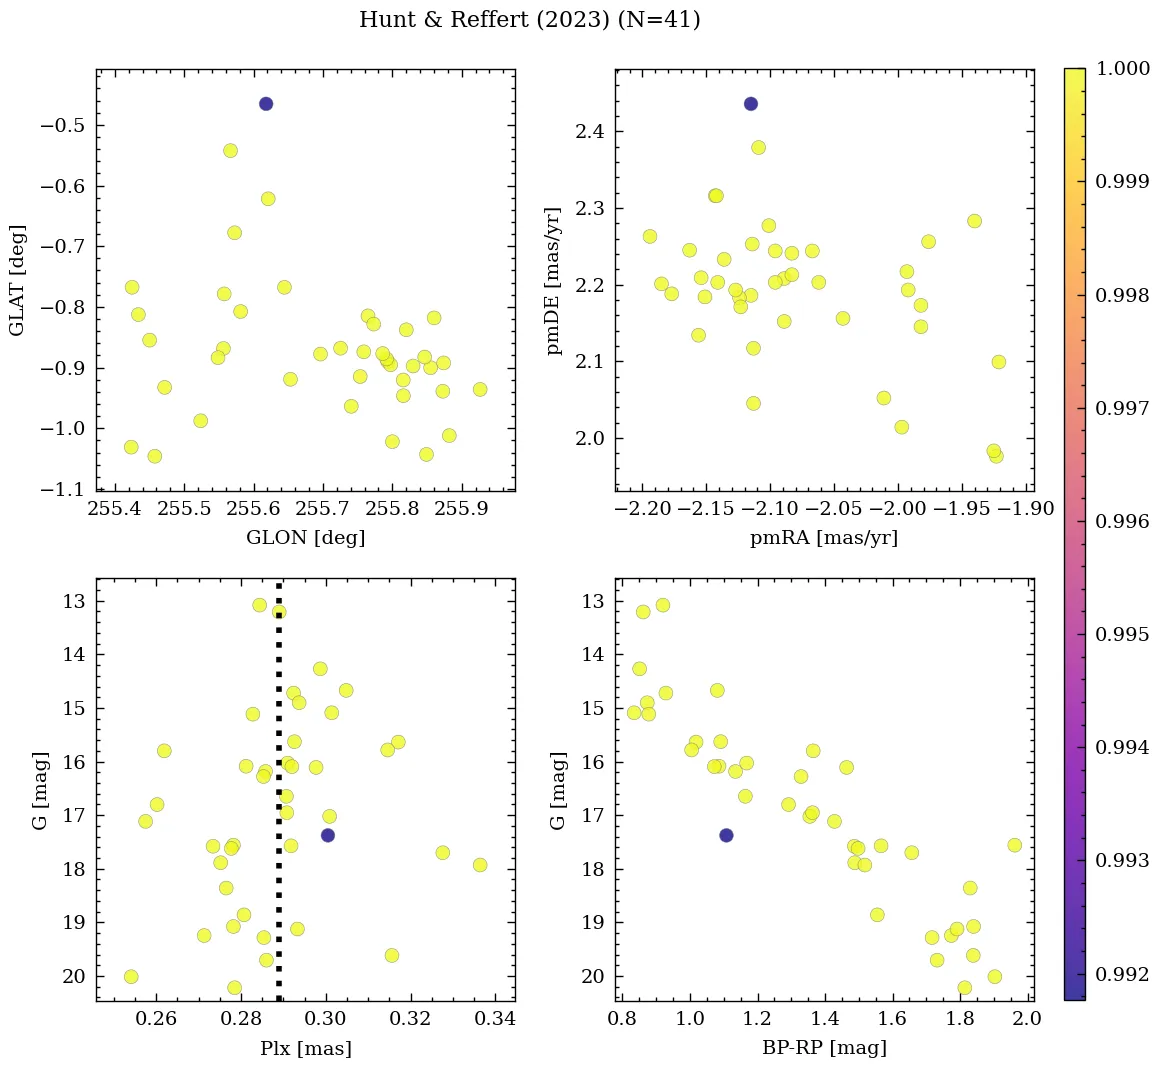 Hunt & Reffert (2023) (N=41)
GLAT [deg]
−0.5
−0.6
−0.7
−0.8
−0.9
−1.0
−1.1
255.4 255.5 255.6 255.7 255.8 255.9
GLON [deg]
pmDE [mas/yr]
2.4
2.3
2.2
2.1
2.0
−2.20 −2.15 −2.10 −2.05 −2.00 −1.95 −1.90
pmRA [mas/yr]
G [mag]
13
14
15
16
17
18
19
20
0.26 0.28 0.30 0.32 0.34
Plx [mas]
G [mag]
13
14
15
16
17
18
19
20
0.8 1.0 1.2 1.4 1.6 1.8 2.0
BP-RP [mag]
1.000
0.999
0.998
0.997
0.996
0.995
0.994
0.993
0.992